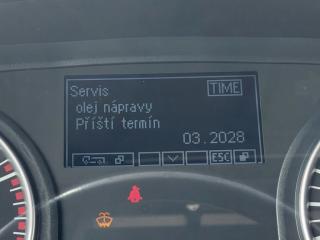 Servis TIME
olej nápravy
Příští termín
03.2028
ESC